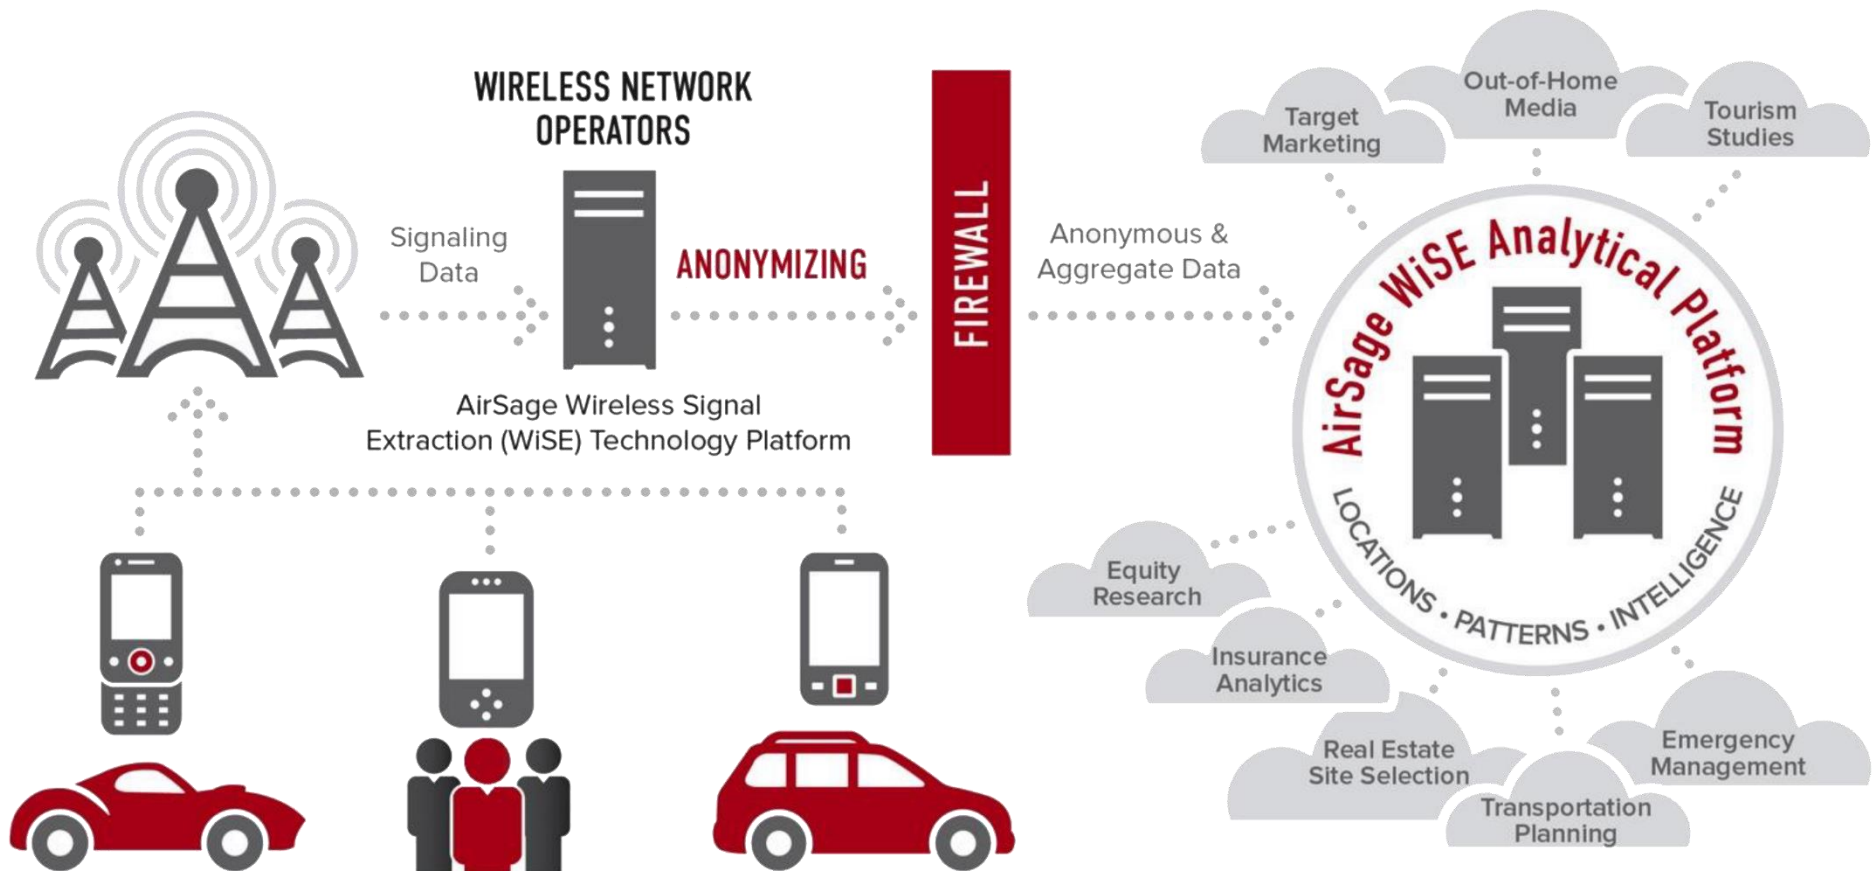 WIRELESS NETWORK
OPERATORS
Signaling
Data
ANONYMIZING
FIREWALL
Anonymous &
Aggregate Data
AirSage Wireless Signal
Extraction (WiSE) Technology Platform
Target
Marketing
Out-of-Home
Media
Tourism
Studies
AirSage WiSE Analytical Platform
LOCATIONS • PATTERNS • INTELLIGENCE
Equity
Research
Insurance
Analytics
Real Estate
Site Selection
Transportation
Planning
Emergency
Management